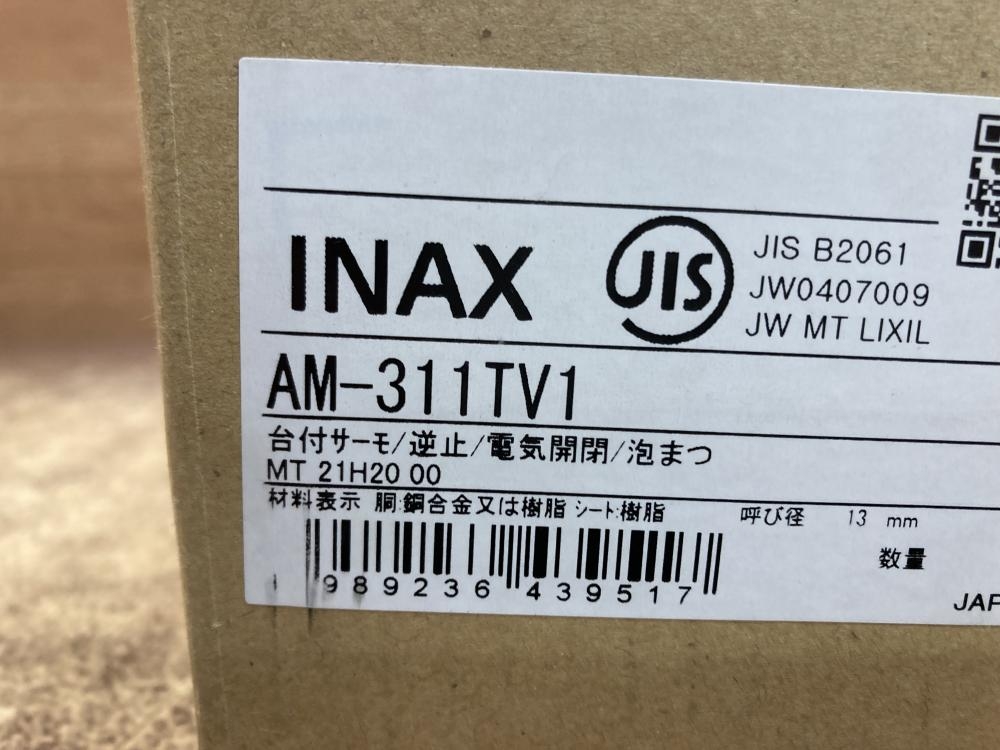 INAX
JIS
JIS B2061
JW0407009
JW MT LIXIL
AM-311TV1
台付サーモ/逆止/電気開閉/泡まつ
MT 21H20 00
材料表示 胴:銅合金又は樹脂 シート:樹脂 呼び径 13 mm
数量
989236 439517